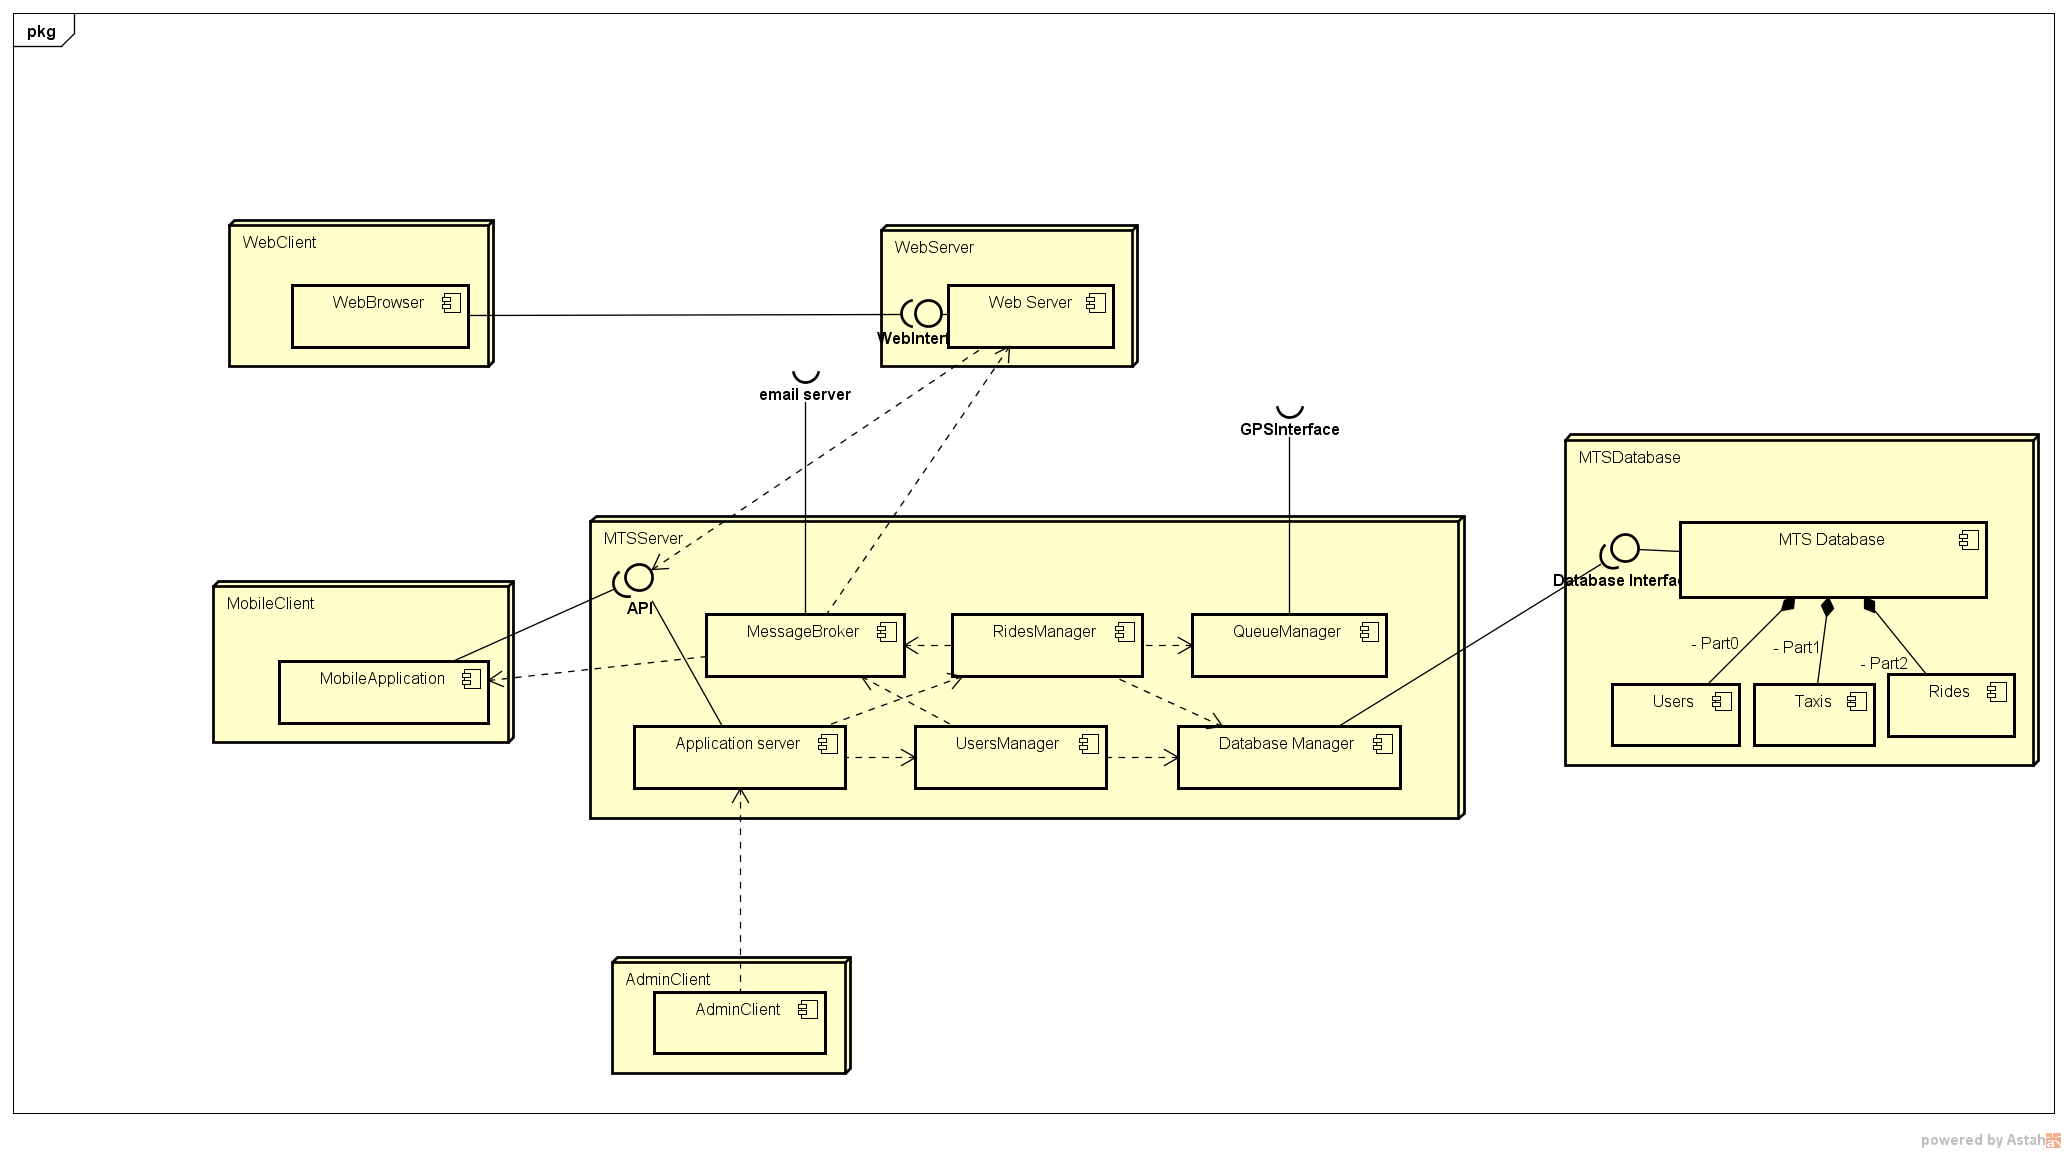 pkg
WebClient
WebBrowser
WebServer
Web Server
WebInterf
email server
GPSInterface
MTSDatabase
MTS Database
Database Interfac
- Part0
- Part1
- Part2
Users
Taxis
Rides
MTSServer
API
MessageBroker
RidesManager
QueueManager
Application server
UsersManager
Database Manager
MobileClient
MobileApplication
AdminClient
AdminClient
powered by Astah